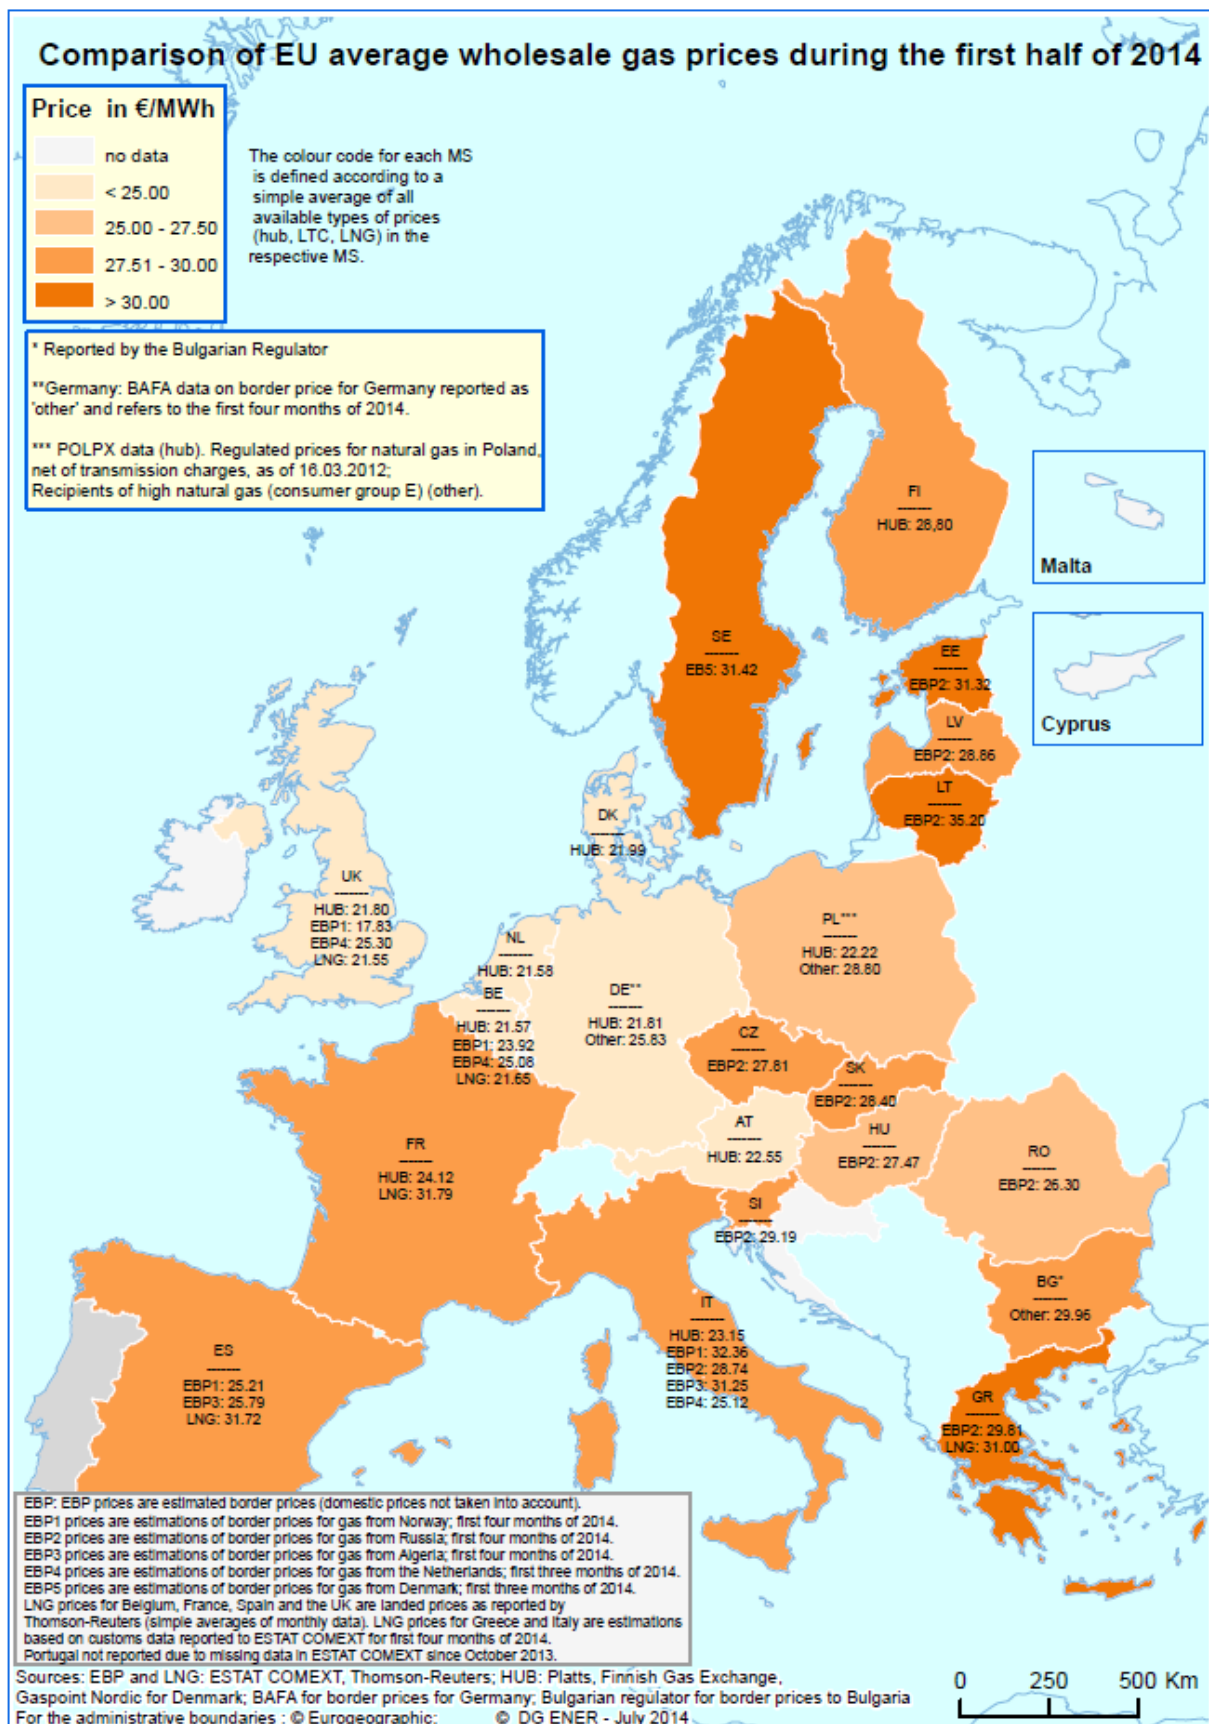 Comparison of EU average wholesale gas prices during the first half of 2014
Price in €/MWh
no data
< 25.00
25.00 - 27.50
27.51 - 30.00
> 30.00
The colour code for each MS
is defined according to a
simple average of all
available types of prices
(hub, LTC, LNG) in the
respective MS.
* Reported by the Bulgarian Regulator
**Germany: BAFA data on border price for Germany reported as
'other' and refers to the first four months of 2014.
*** POLPX data (hub). Regulated prices for natural gas in Poland,
net of transmission charges, as of 16.03.2012;
Recipients of high natural gas (consumer group E) (other).
FI
-------
HUB: 28,80
Malta
Cyprus
SE
-------
EB5: 31.42
EE
-------
EBP2: 31.32
LV
-------
EBP2: 28.86
LT
-------
EBP2: 35.20
DK
-------
HUB: 21.99
UK
-------
HUB: 21.80
EBP1: 17.83
EBP4: 25.30
LNG: 21.55
NL
-------
HUB: 21.58
BE
-------
HUB: 21.57
EBP1: 23.92
EBP4: 25.08
LNG: 21.65
DE**
-------
HUB: 21.81
Other: 25.83
PL***
-------
HUB: 22.22
Other: 28.80
CZ
-------
EBP2: 27.81
SK
-------
EBP2: 28.40
AT
-------
HUB: 22.55
HU
-------
EBP2: 27.47
RO
-------
EBP2: 26.30
FR
-------
HUB: 24.12
LNG: 31.79
SI
-------
EBP2: 29.19
BG*
-------
Other: 29.96
IT
-------
HUB: 23.15
EBP1: 32.36
EBP2: 28.74
EBP3: 31.25
EBP4: 25.12
ES
-------
EBP1: 25.21
EBP3: 25.79
LNG: 31.72
GR
-------
EBP2: 29.81
LNG: 31.00
EBP: EBP prices are estimated border prices (domestic prices not taken into account).
EBP1 prices are estimations of border prices for gas from Norway; first four months of 2014.
EBP2 prices are estimations of border prices for gas from Russia; first four months of 2014.
EBP3 prices are estimations of border prices for gas from Algeria; first four months of 2014.
EBP4 prices are estimations of border prices for gas from the Netherlands; first three months of 2014.
EBP5 prices are estimations of border prices for gas from Denmark; first three months of 2014.
LNG prices for Belgium, France, Spain and the UK are landed prices as reported by
Thomson-Reuters (simple averages of monthly data). LNG prices for Greece and Italy are estimations
based on customs data reported to ESTAT COMEXT for first four months of 2014.
Portugal not reported due to missing data in ESTAT COMEXT since October 2013.
Sources: EBP and LNG: ESTAT COMEXT, Thomson-Reuters; HUB: Platts, Finnish Gas Exchange,
Gaspoint Nordic for Denmark; BAFA for border prices for Germany; Bulgarian regulator for border prices to Bulgaria
For the administrative boundaries : © Eurogeographic; © DG ENER - July 2014
0 250 500 Km